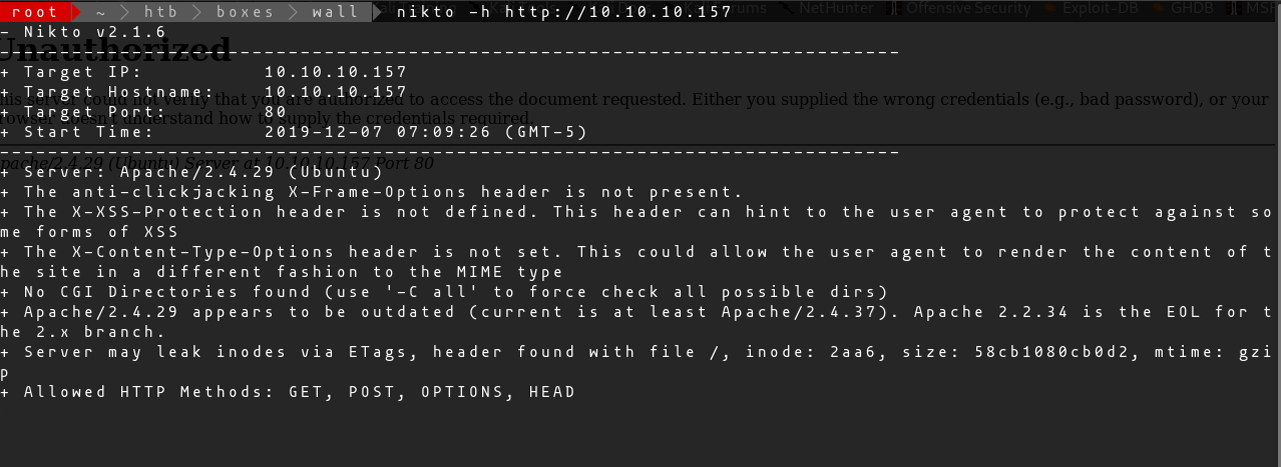 root ~ htb boxes wall nikto -h http://10.10.10.157
NetHunter Offensive Security Exploit-DB GHDB MSF
- Nikto v2.1.6
Unauthorized
---------------------------------------------------------------------------
+ Target IP: 10.10.10.157
+ Target Hostname: 10.10.10.157
his server could not verify that you are authorized to access the document requested. Either you supplied the wrong credentials (e.g., bad password), or your
+ Target Port: 80
rowser doesn't understand how to supply the credentials required.
+ Start Time: 2019-12-07 07:09:26 (GMT-5)
---------------------------------------------------------------------------
pache/2.4.29 (Ubuntu) Server at 10.10.10.157 Port 80
+ Server: Apache/2.4.29 (Ubuntu)
+ The anti-clickjacking X-Frame-Options header is not present.
+ The X-XSS-Protection header is not defined. This header can hint to the user agent to protect against so
me forms of XSS
+ The X-Content-Type-Options header is not set. This could allow the user agent to render the content of t
he site in a different fashion to the MIME type
+ No CGI Directories found (use '-C all' to force check all possible dirs)
+ Apache/2.4.29 appears to be outdated (current is at least Apache/2.4.37). Apache 2.2.34 is the EOL for t
he 2.x branch.
+ Server may leak inodes via ETags, header found with file /, inode: 2aa6, size: 58cb1080cb0d2, mtime: gzi
p
+ Allowed HTTP Methods: GET, POST, OPTIONS, HEAD